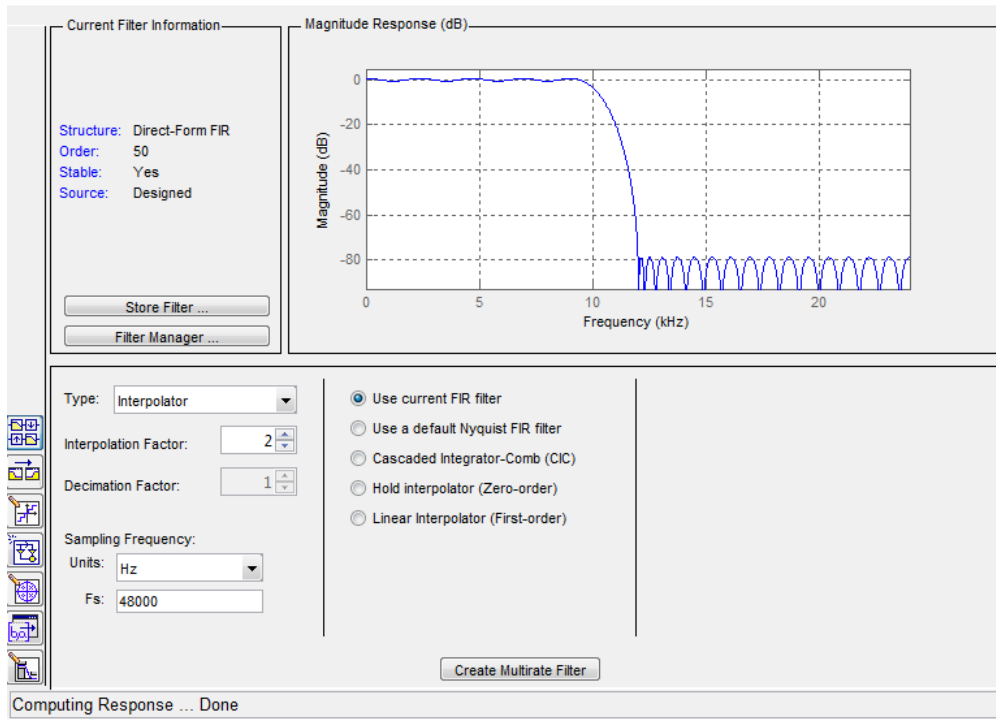 Current Filter Information
Structure: Direct-Form FIR
Order: 50
Stable: Yes
Source: Designed
Store Filter ...
Filter Manager ...
Magnitude Response (dB)
Magnitude (dB)
0
-20
-40
-60
-80
0 5 10 15 20
Frequency (kHz)
Type: Interpolator
Interpolation Factor: 2
Decimation Factor: 1
Sampling Frequency:
Units: Hz
Fs: 48000
Use current FIR filter
Use a default Nyquist FIR filter
Cascaded Integrator-Comb (CIC)
Hold interpolator (Zero-order)
Linear Interpolator (First-order)
Create Multirate Filter
Computing Response ... Done